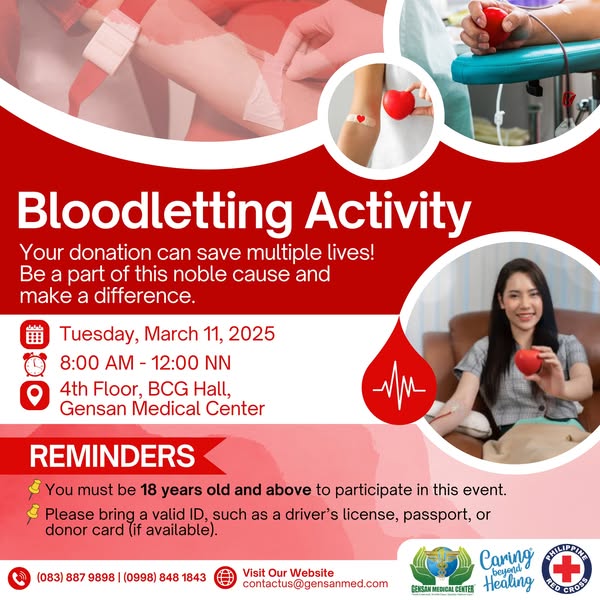 Bloodletting Activity
Your donation can save multiple lives!
Be a part of this noble cause and
make a difference.
Tuesday, March 11, 2025
8:00 AM - 12:00 NN
4th Floor, BCG Hall,
Gensan Medical Center
REMINDERS
You must be 18 years old and above to participate in this event.
Please bring a valid ID, such as a driver’s license, passport, or
donor card (if available).
(083) 887 9898 | (0998) 848 1843
Visit Our Website
contactus@gensanmed.com
GENSAN MEDICAL CENTER
Caring
beyond
Healing
PHILIPPINE
RED CROSS